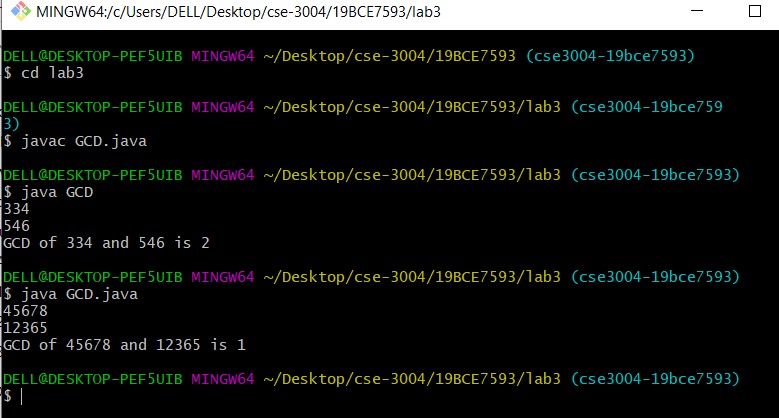 MINGW64:/c/Users/DELL/Desktop/cse-3004/19BCE7593/lab3
DELL@DESKTOP-PEF5UIB MINGW64 ~/Desktop/cse-3004/19BCE7593 (cse3004-19bce7593)
$ cd lab3
DELL@DESKTOP-PEF5UIB MINGW64 ~/Desktop/cse-3004/19BCE7593/lab3 (cse3004-19bce759
3)
$ javac GCD.java
DELL@DESKTOP-PEF5UIB MINGW64 ~/Desktop/cse-3004/19BCE7593/lab3 (cse3004-19bce7593)
$ java GCD
334
546
GCD of 334 and 546 is 2
DELL@DESKTOP-PEF5UIB MINGW64 ~/Desktop/cse-3004/19BCE7593/lab3 (cse3004-19bce7593)
$ java GCD.java
45678
12365
GCD of 45678 and 12365 is 1
DELL@DESKTOP-PEF5UIB MINGW64 ~/Desktop/cse-3004/19BCE7593/lab3 (cse3004-19bce7593)
$